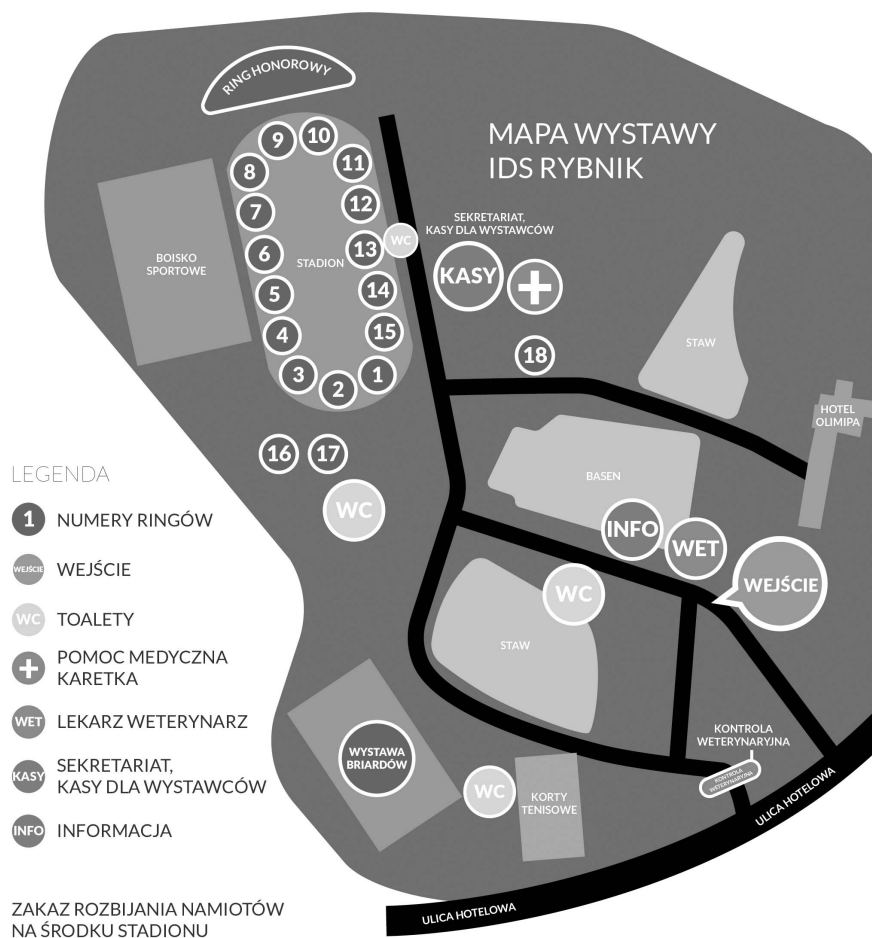 RING HONOROWY
MAPA WYSTAWY
IDS RYBNIK
9
10
8
11
7
12
SEKRETARIAT,
KASY DLA WYSTAWCÓW
WC
13
6
STADION
BOISKO
SPORTOWE
KASY
5
14
4
15
STAW
18
3
2
1
HOTEL
OLIMIPA
16
17
BASEN
LEGENDA
WC
INFO
WET
1 NUMERY RINGÓW
WEJŚCIE WEJŚCIE
WC TOALETY
POMOC MEDYCZNA
KARETKA
WET LEKARZ WETERYNARZ
KASY SEKRETARIAT,
KASY DLA WYSTAWCÓW
INFO INFORMACJA
WEJŚCIE
WC
STAW
KONTROLA
WETERYNARYJNA
WYSTAWA
BRIARDÓW
KONTROLA
WETERYNARYJNA
WC
KORTY
TENISOWE
ULICA HOTELOWA
ULICA HOTELOWA
ZAKAZ ROZBIJANIA NAMIOTÓW
NA ŚRODKU STADIONU